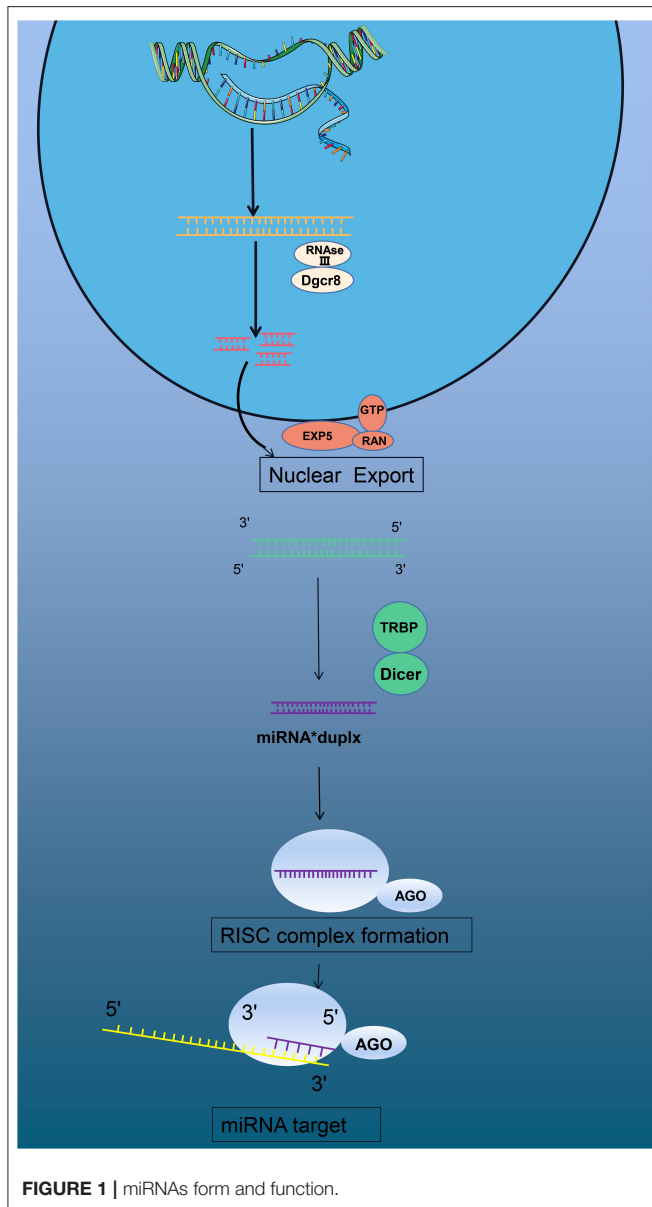 RNAse
III
Dgcr8
GTP
EXP5
RAN
Nuclear Export
3'
5'
5'
3'
TRBP
Dicer
miRNA*duplx
AGO
RISC complex formation
5'
3'
5'
AGO
3'
miRNA target
FIGURE 1 | miRNAs form and function.